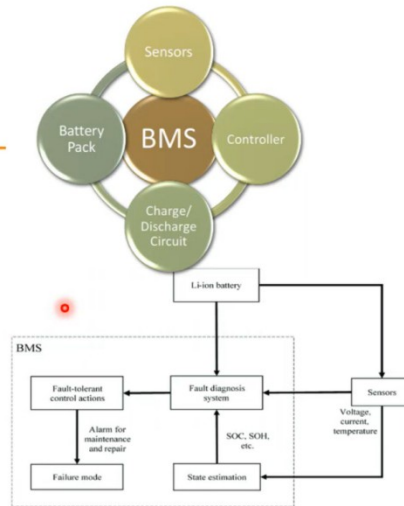 Sensors
Battery
Pack
BMS
Controller
Charge/
Discharge
Circuit
Li-ion battery
BMS
Fault-tolerant
control actions
Fault diagnosis
system
Sensors
Voltage,
current,
temperature
Alarm for
maintenance
and repair
SOC, SOH,
etc.
Failure mode
State estimation